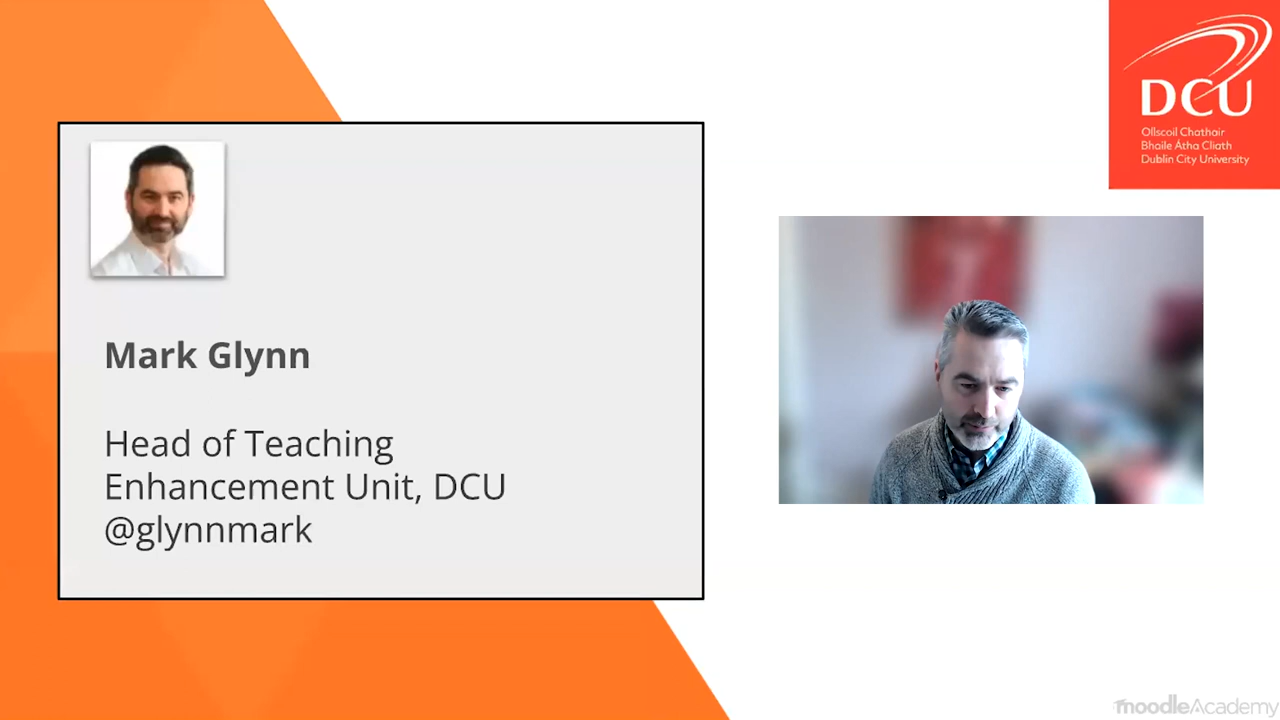 Mark Glynn
Head of Teaching
Enhancement Unit, DCU
@glynnmark
DCU
Ollscoil Chathair
Bhaile Átha Cliath
Dublin City University
moodleAcademy